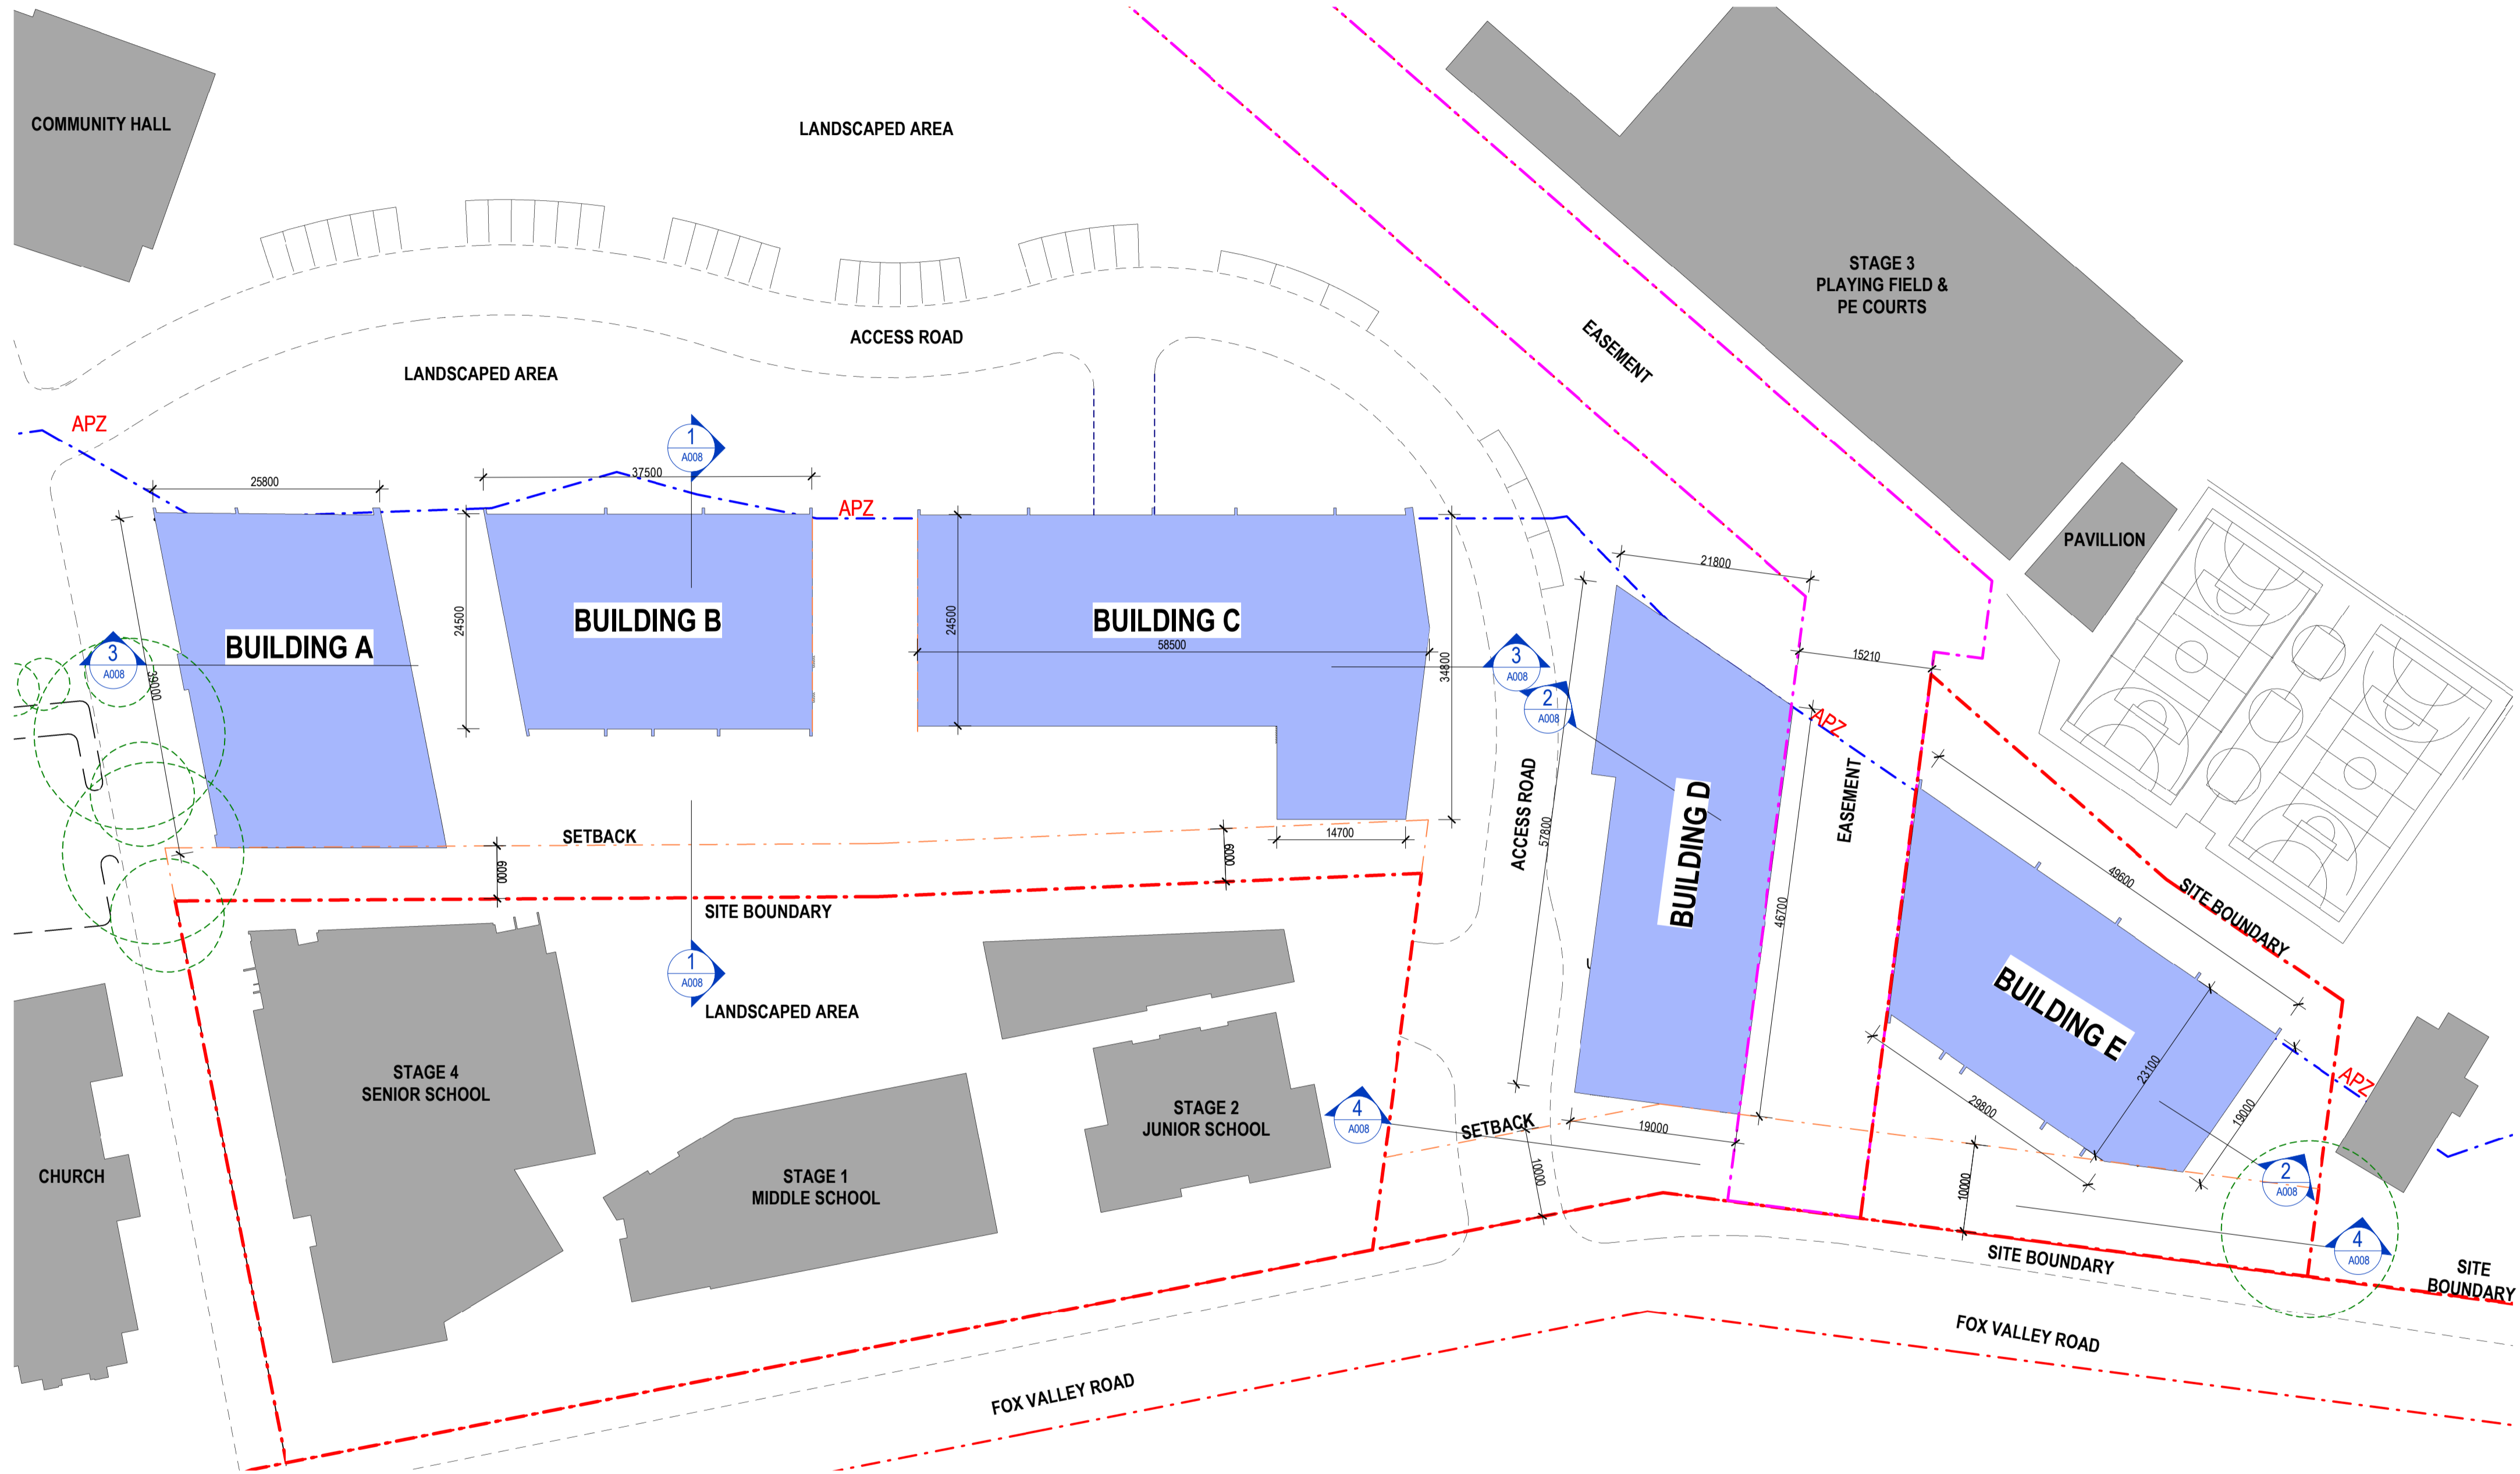 COMMUNITY HALL
LANDSCAPED AREA
STAGE 3
PLAYING FIELD &
PE COURTS
ACCESS ROAD
EASEMENT
LANDSCAPED AREA
APZ
1
A008
37500
25800
APZ
PAVILLION
21800
BUILDING A
24500
BUILDING B
24500
BUILDING C
58500
34800
3
A008
39000
3
A008
2
A008
15210
APZ
ACCESS ROAD
57800
BUILDING D
46700
EASEMENT
49600
SITE BOUNDARY
SETBACK
6000
6000
14700
SITE BOUNDARY
1
A008
LANDSCAPED AREA
BUILDING E
23100
19000
29800
APZ
STAGE 4
SENIOR SCHOOL
STAGE 2
JUNIOR SCHOOL
4
A008
SETBACK
19000
10000
10000
CHURCH
STAGE 1
MIDDLE SCHOOL
2
A008
4
A008
SITE BOUNDARY
SITE
BOUNDARY
FOX VALLEY ROAD
FOX VALLEY ROAD